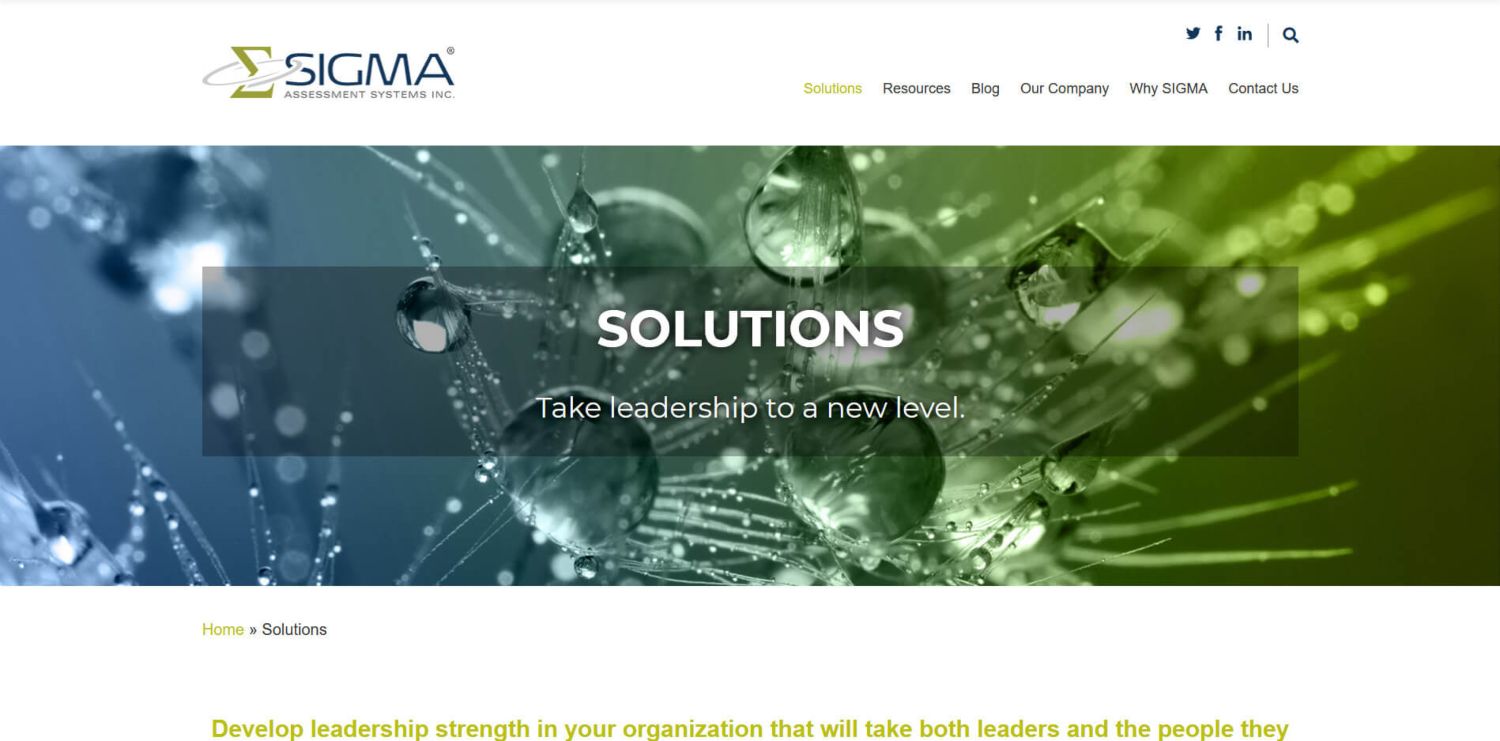 ΣSIGMA®
ASSESSMENT SYSTEMS INC.
Solutions Resources Blog Our Company Why SIGMA Contact Us
SOLUTIONS
Take leadership to a new level.
Home » Solutions
Develop leadership strength in your organization that will take both leaders and the people they